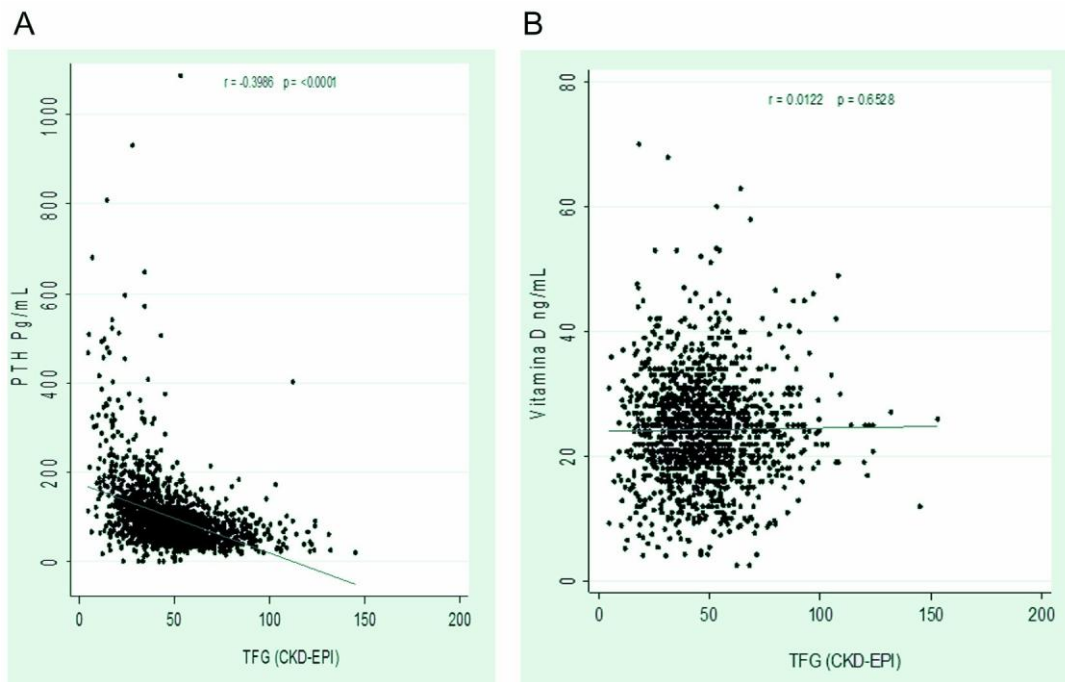 A
r = -0.3986 p = <0.0001
PTH Pg/mL
1000
800
600
400
200
0
0 50 100 150 200
TFG (CKD-EPI)
B
r = 0.0122 p = 0.6528
Vitamina D ng/mL
80
60
40
20
0
0 50 100 150 200
TFG (CKD-EPI)